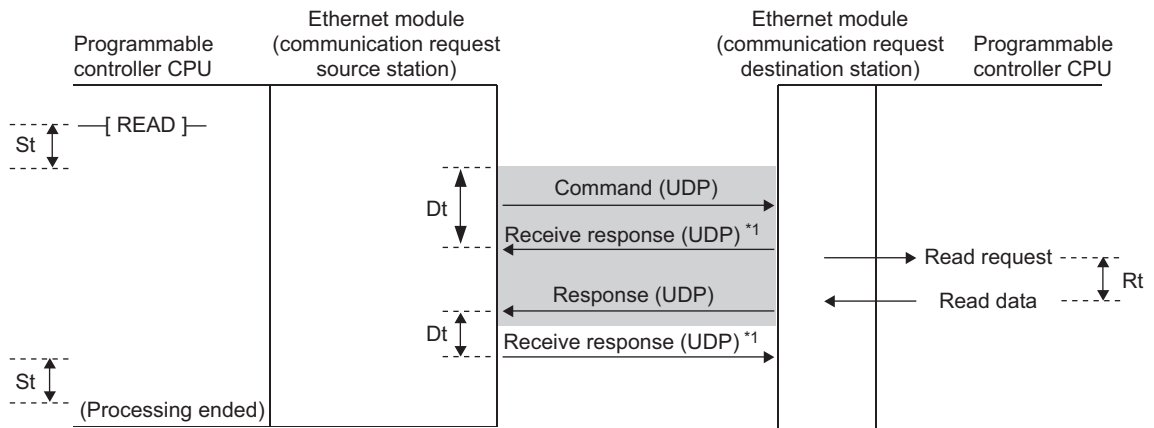 Programmable
controller CPU
Ethernet module
(communication request
source station)
Ethernet module
(communication request
destination station)
Programmable
controller CPU
St
[ READ ]
Dt
Command (UDP)
Receive response (UDP) *1
Read request
Rt
Response (UDP)
Read data
Dt
Receive response (UDP) *1
St
(Processing ended)